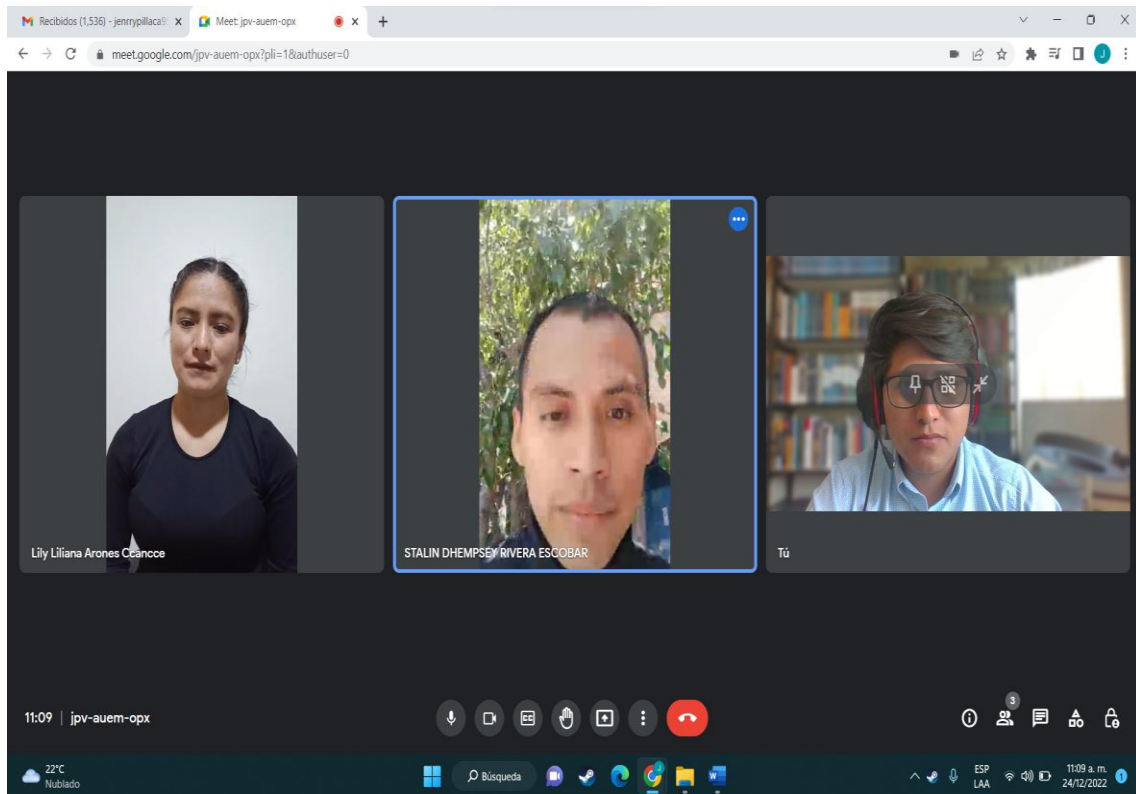 Recibidos (1,536) - jenrrypillaca9
Meet: jpv-auem-opx
meet.google.com/jpv-auem-opx?pli=1&authuser=0
J
Lily Liliana Arones Ccancce
STALIN DHEMPSEY RIVERA ESCOBAR
Tú
11:09 | jpv-auem-opx
3
22°C
Nublado
Búsqueda
ESP
LAA
11:09 a. m.
24/12/2022
1